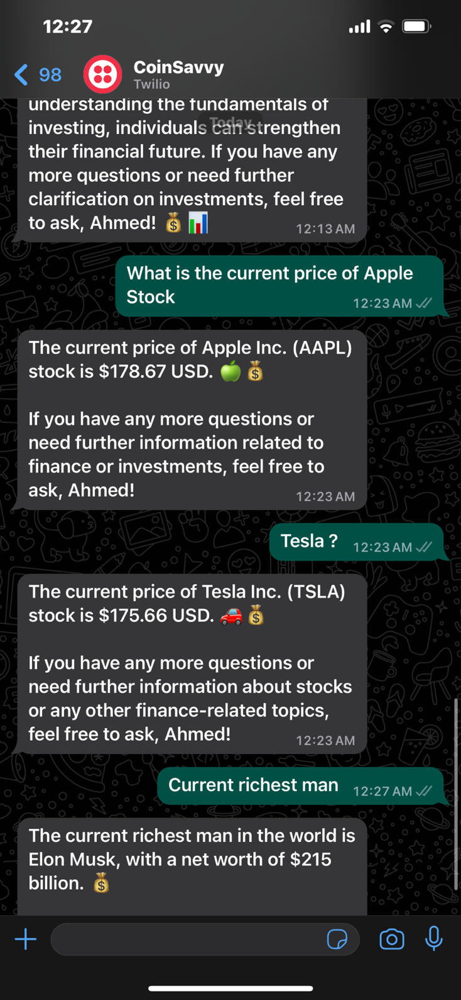 12:27
98
CoinSavvy
Twilio
understanding the fundamentals of
Today
investing, individuals can strengthen
their financial future. If you have any
more questions or need further
clarification on investments, feel free
to ask, Ahmed! 💰 📊
12:13 AM
What is the current price of Apple
Stock
12:23 AM
The current price of Apple Inc. (AAPL)
stock is $178.67 USD. 🍏 💰
If you have any more questions or
need further information related to
finance or investments, feel free to
ask, Ahmed!
12:23 AM
Tesla ?
12:23 AM
The current price of Tesla Inc. (TSLA)
stock is $175.66 USD. 🚗 💰
If you have any more questions or
need further information about stocks
or any other finance-related topics,
feel free to ask, Ahmed!
12:23 AM
Current richest man
12:27 AM
The current richest man in the world is
Elon Musk, with a net worth of $215
billion. 💰